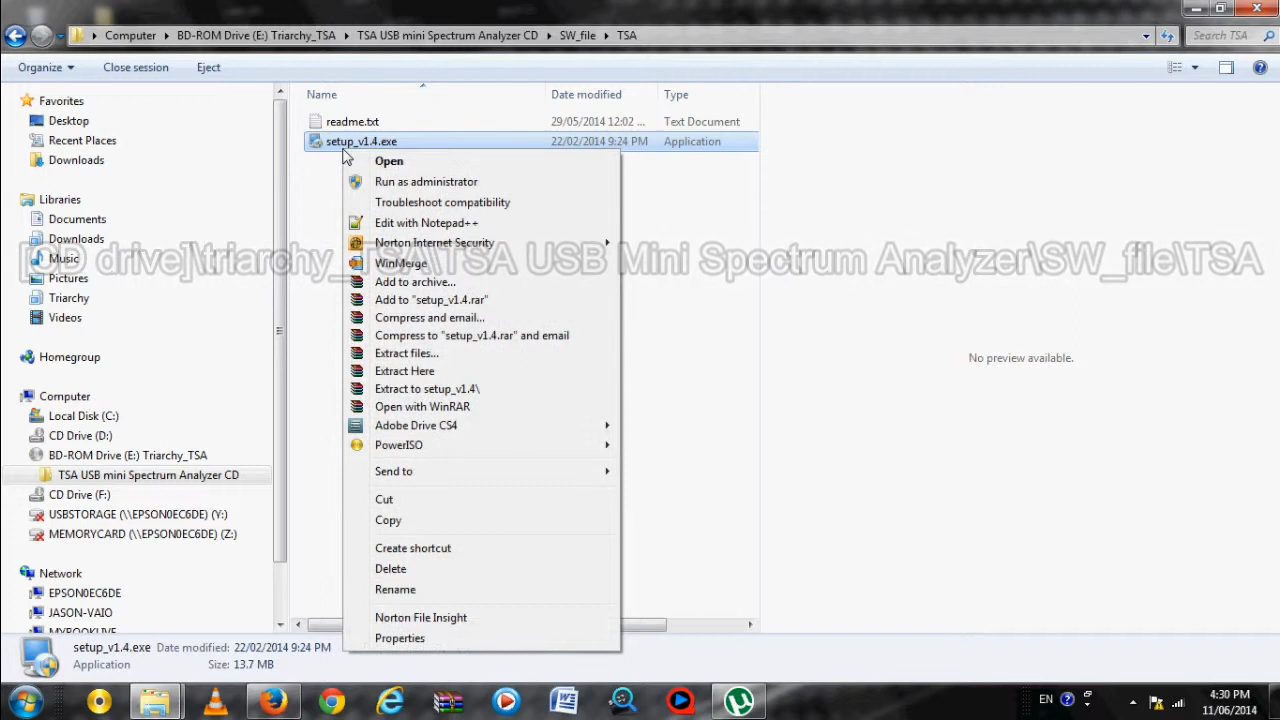 Computer BD-ROM Drive (E:) Triarchy_TSA TSA USB mini Spectrum Analyzer CD SW_file TSA
Search TSA
Organize Close session Eject
Favorites
Desktop
Recent Places
Downloads
Libraries
Documents
Downloads
Music
Pictures
Triarchy
Videos
Homegroup
Computer
Local Disk (C:)
CD Drive (D:)
BD-ROM Drive (E:) Triarchy_TSA
TSA USB mini Spectrum Analyzer CD
CD Drive (F:)
USBSTORAGE (\\EPSON0EC6DE) (Y:)
MEMORYCARD (\\EPSON0EC6DE) (Z:)
Network
EPSON0EC6DE
JASON-VAIO
MYBOOKLIVE
Name Date modified Type
readme.txt 29/05/2014 12:02 ... Text Document
setup_v1.4.exe 22/02/2014 9:24 PM Application
Open
Run as administrator
Troubleshoot compatibility
Edit with Notepad++
Norton Internet Security
WinMerge
Add to archive...
Add to "setup_v1.4.rar"
Compress and email...
Compress to "setup_v1.4.rar" and email
Extract files...
Extract Here
Extract to setup_v1.4\
Open with WinRAR
Adobe Drive CS4
PowerISO
Send to
Cut
Copy
Create shortcut
Delete
Rename
Norton File Insight
Properties
[CD drive]\triarchy_TSA\TSA USB Mini Spectrum Analyzer\SW_file\TSA
No preview available.
setup_v1.4.exe Date modified: 22/02/2014 9:24 PM
Application Size: 13.7 MB
EN
4:30 PM
11/06/2014